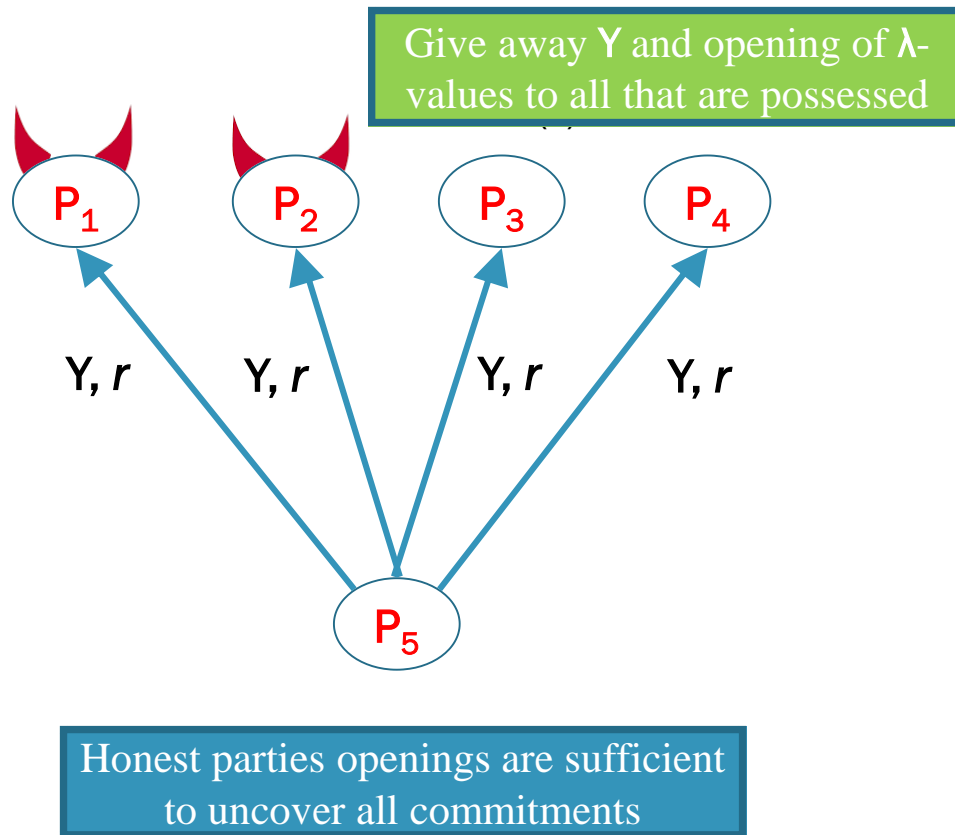 Give away Y and opening of λ-
values to all that are possessed
P₁ P₂ P₃ P₄
Y, r Y, r Y, r Y, r
P₅
Honest parties openings are sufficient
to uncover all commitments